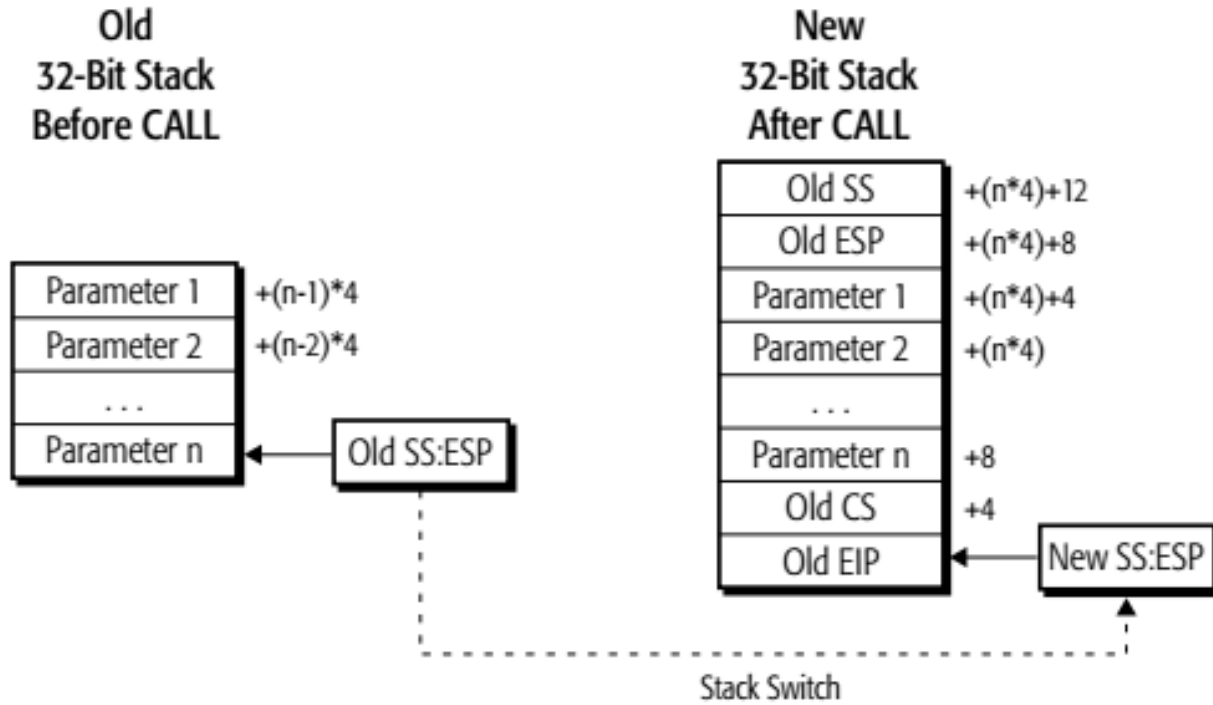 Old
32-Bit Stack
Before CALL
New
32-Bit Stack
After CALL
Parameter 1 +(n-1)*4
Parameter 2 +(n-2)*4
. . .
Parameter n
Old SS:ESP
Old SS +(n*4)+12
Old ESP +(n*4)+8
Parameter 1 +(n*4)+4
Parameter 2 +(n*4)
. . .
Parameter n +8
Old CS +4
Old EIP
New SS:ESP
Stack Switch